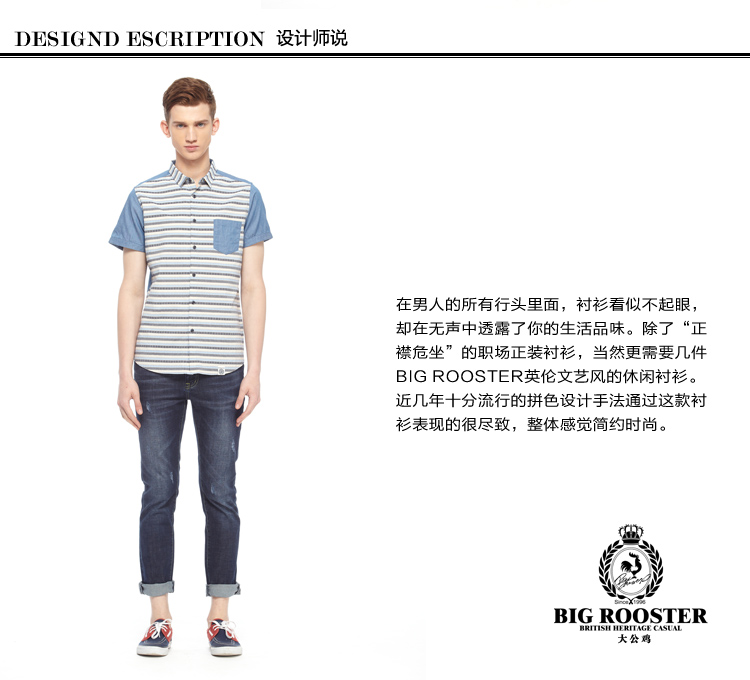 DESIGND ESCRIPTION 设计师说
在男人的所有行头里面，衬衫看似不起眼，
却在无声中透露了你的生活品味。除了“正
襟危坐”的职场正装衬衫，当然更需要几件
BIG ROOSTER英伦文艺风的休闲衬衫。
近几年十分流行的拼色设计手法通过这款衬
衫表现的很尽致，整体感觉简约时尚。
Since 1996
BIG ROOSTER
BRITISH HERITAGE CASUAL
大公鸡